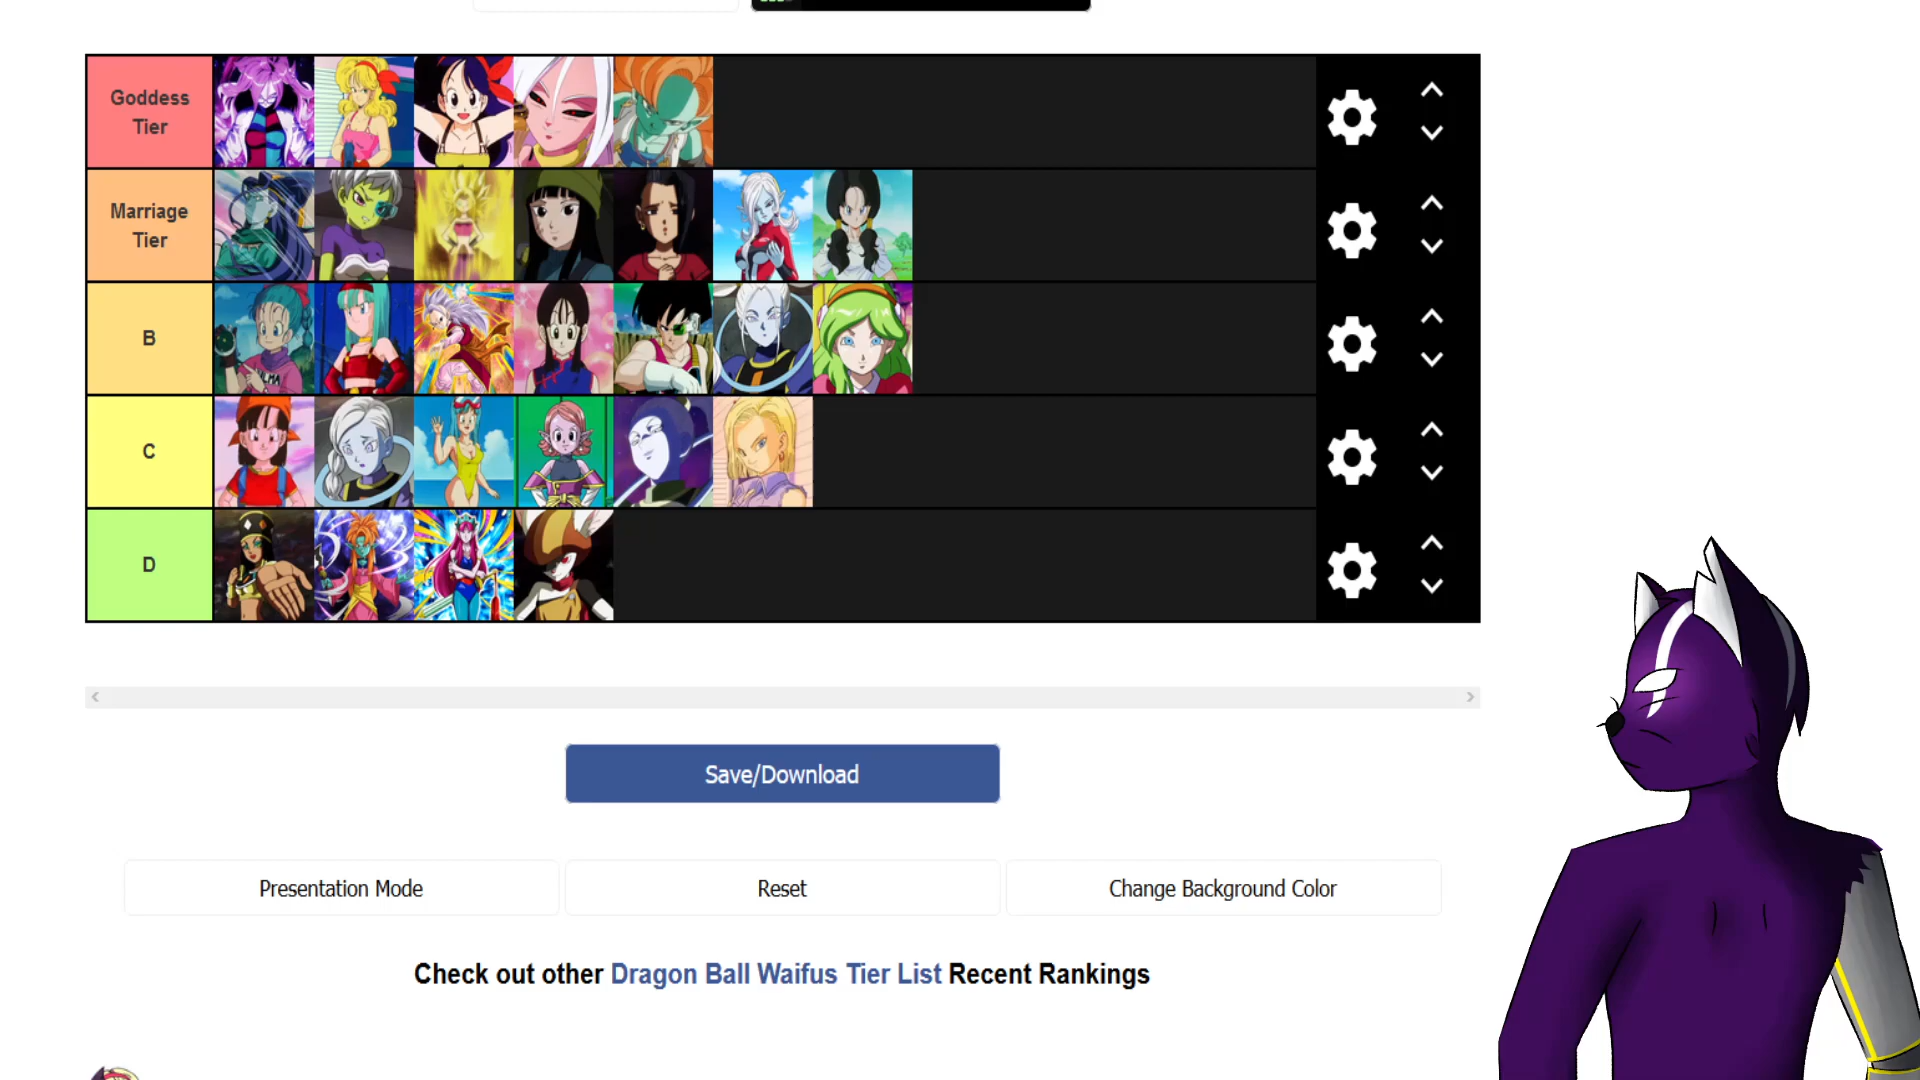 Goddess
Tier
Marriage
Tier
B
C
D
Save/Download
Presentation Mode
Reset
Change Background Color
Check out other Dragon Ball Waifus Tier List Recent Rankings